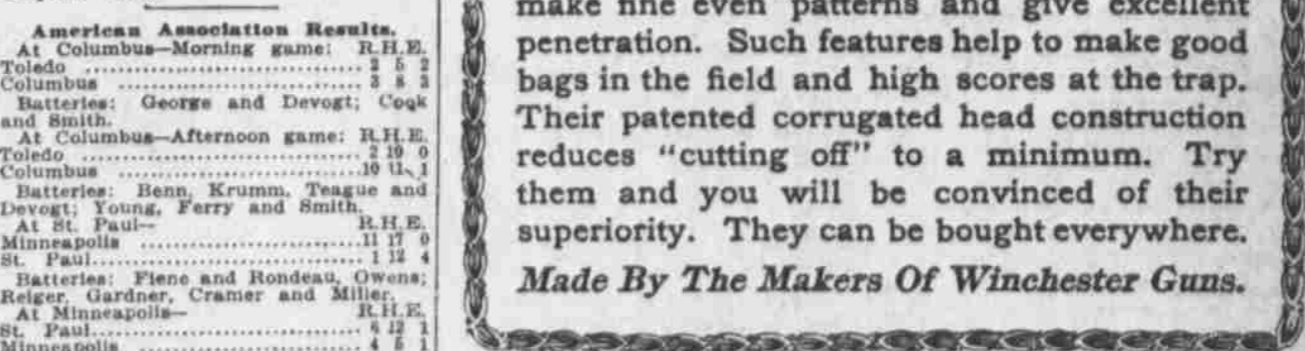 American Association Results.
At Columbus—Morning game: R.H.E.
Toledo ................................ 2 5 2
Columbus ................................ 3 8 3
Batteries: George and Devogt; Cook
and Smith.
At Columbus—Afternoon game: R.H.E.
Toledo ................................ 2 10 0
Columbus ................................ 10 11 1
Batteries: Benn, Krumm, Teague and
Devogt; Young, Ferry and Smith.
At St. Paul— R.H.E.
Minneapolis ........................... 11 17 0
St. Paul................................ 1 12 4
Batteries: Fiene and Rondeau, Owens;
Reiger, Gardner, Cramer and Miller.
At Minneapolis— R.H.E.
St. Paul................................ 6 12 1
Minneapolis ........................... 4 5 1
make fine even patterns and give excellent
penetration. Such features help to make good
bags in the field and high scores at the trap.
Their patented corrugated head construction
reduces "cutting off" to a minimum. Try
them and you will be convinced of their
superiority. They can be bought everywhere.
Made By The Makers Of Winchester Guns.